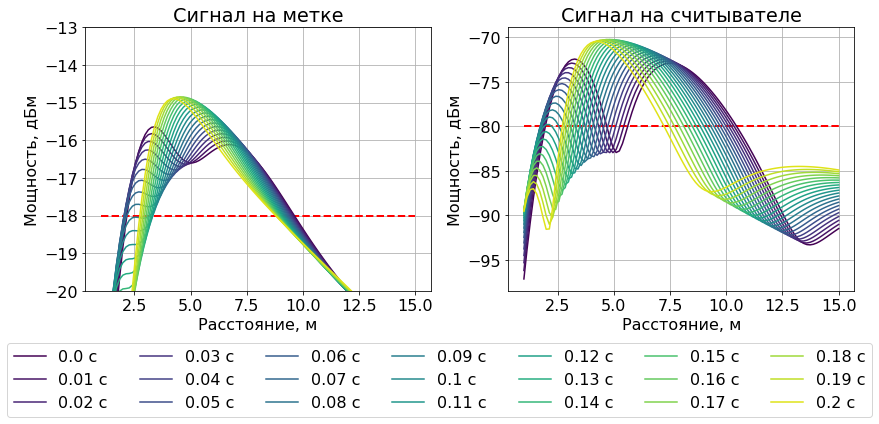 Сигнал на метке
Мощность, дБм
−13
−14
−15
−16
−17
−18
−19
−20
2.5 5.0 7.5 10.0 12.5 15.0
Расстояние, м
Сигнал на считывателе
Мощность, дБм
−70
−75
−80
−85
−90
−95
2.5 5.0 7.5 10.0 12.5 15.0
Расстояние, м
0.0 с 0.03 с 0.06 с 0.09 с 0.12 с 0.15 с 0.18 с
0.01 с 0.04 с 0.07 с 0.1 с 0.13 с 0.16 с 0.19 с
0.02 с 0.05 с 0.08 с 0.11 с 0.14 с 0.17 с 0.2 с